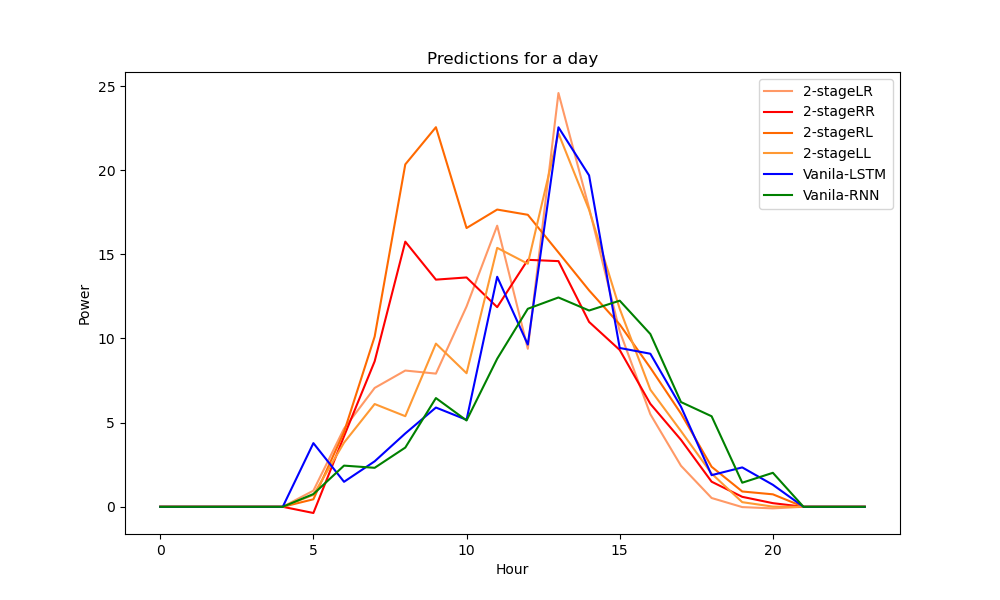 Predictions for a day
25
20
15
10
5
0
Power
0 5 10 15 20
Hour
2-stageLR
2-stageRR
2-stageRL
2-stageLL
Vanila-LSTM
Vanila-RNN